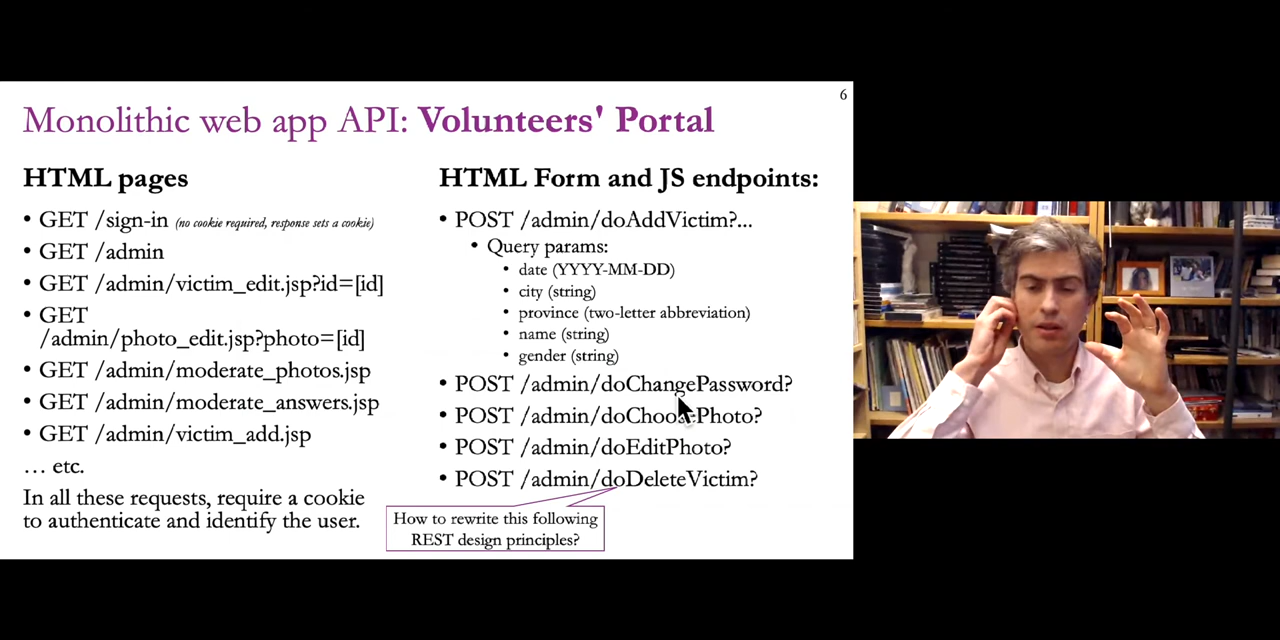 6
Monolithic web app API: Volunteers' Portal
HTML pages
• GET /sign-in (no cookie required, response sets a cookie)
• GET /admin
• GET /admin/victim_edit.jsp?id=[id]
• GET
/admin/photo_edit.jsp?photo=[id]
• GET /admin/moderate_photos.jsp
• GET /admin/moderate_answers.jsp
• GET /admin/victim_add.jsp
… etc.
In all these requests, require a cookie
to authenticate and identify the user.
HTML Form and JS endpoints:
• POST /admin/doAddVictim?...
• Query params:
• date (YYYY-MM-DD)
• city (string)
• province (two-letter abbreviation)
• name (string)
• gender (string)
• POST /admin/doChangePassword?
• POST /admin/doChoosePhoto?
• POST /admin/doEditPhoto?
• POST /admin/doDeleteVictim?
How to rewrite this following
REST design principles?